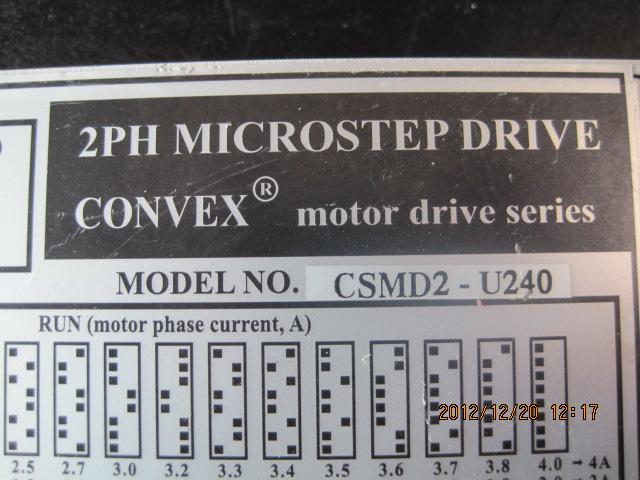 2PH MICROSTEP DRIVE
CONVEX® motor drive series
MODEL NO. CSMD2 - U240
RUN (motor phase current, A)
2012/12/20 12:17
2.5 2.7 3.0 3.2 3.3 3.4 3.5 3.6 3.7 3.8 4.0 → 4A